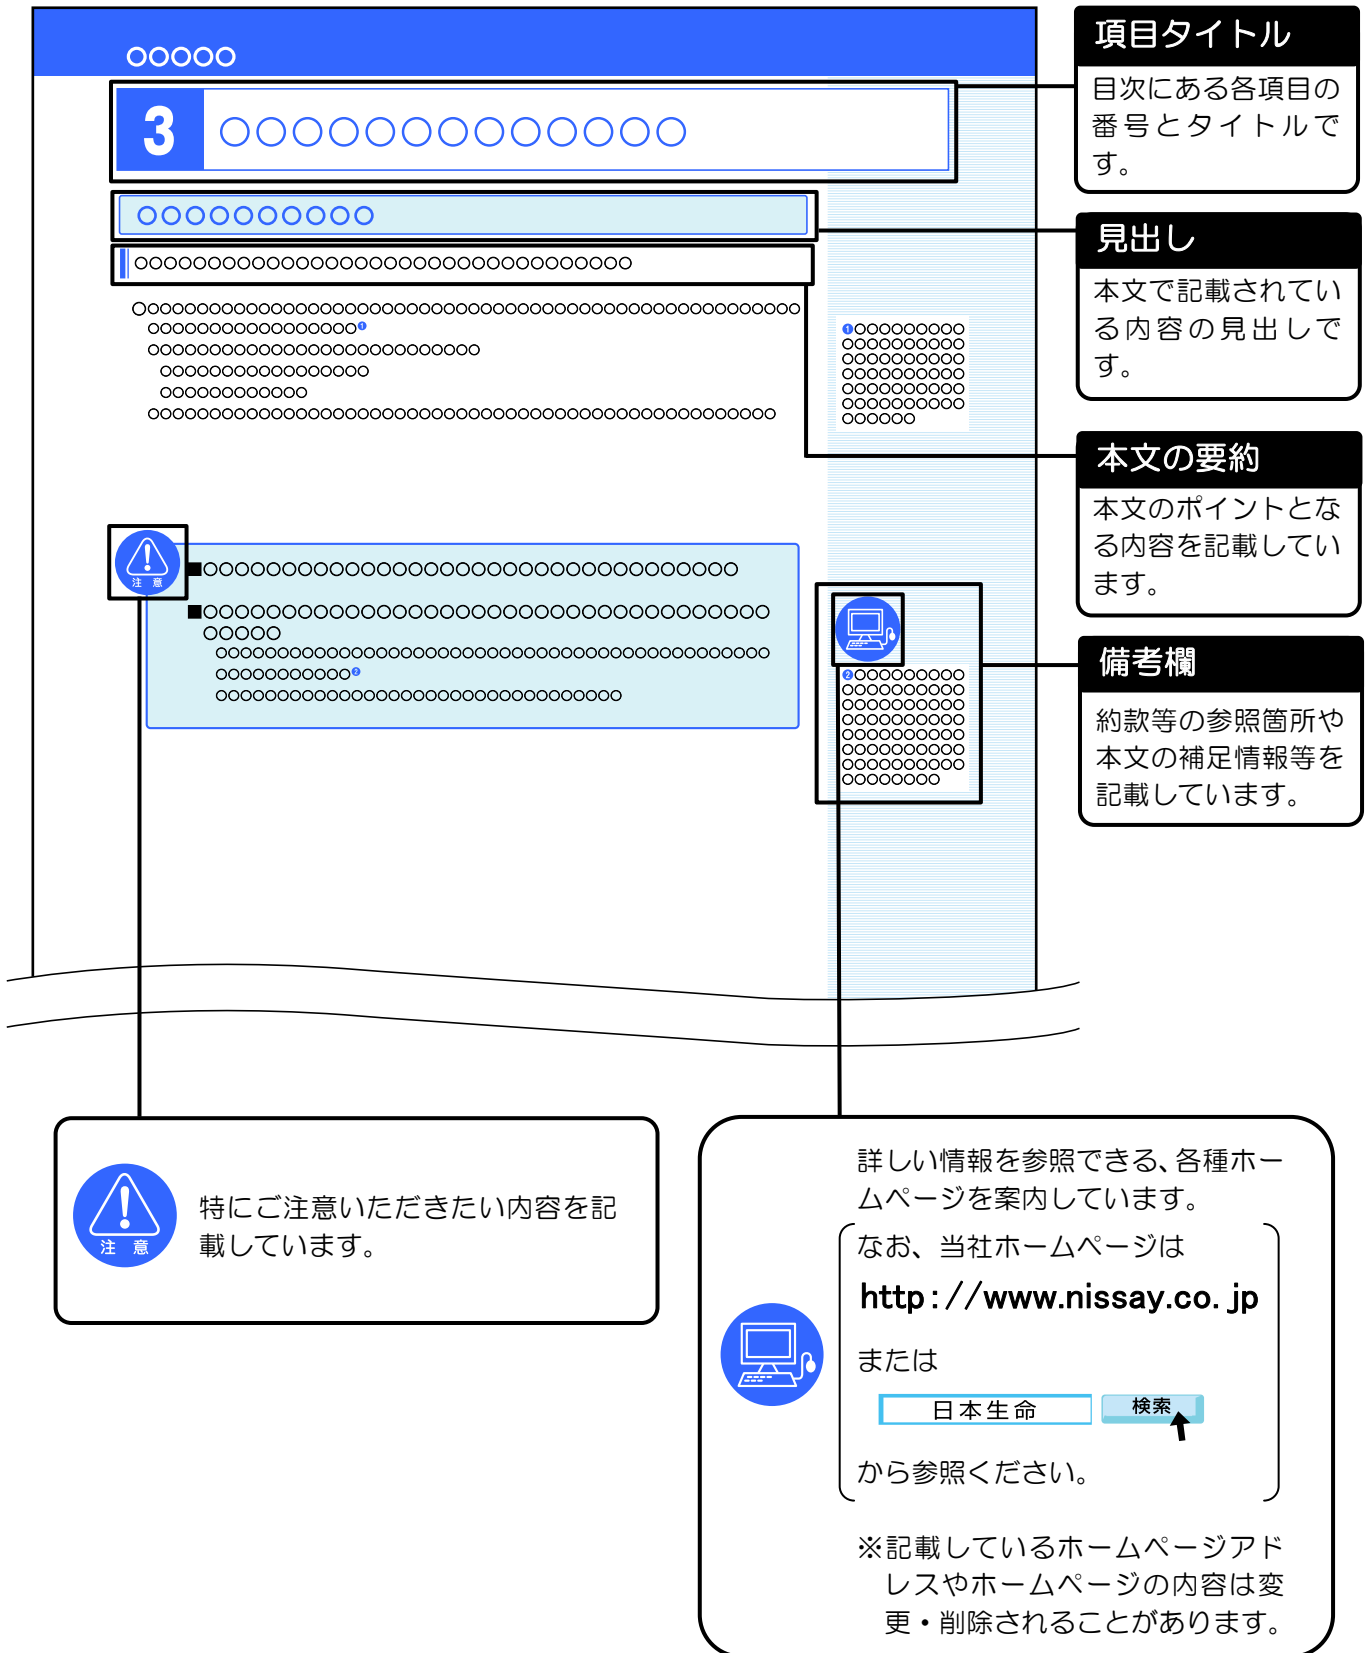 ○○○○○
3 ○○○○○○○○○○○○○
○○○○○○○○○○
項目タイトル
目次にある各項目の
番号とタイトルで
す。
見出し
本文で記載されてい
る内容の見出しで
す。
本文の要約
本文のポイントとな
る内容を記載してい
ます。
備考欄
約款等の参照箇所や
本文の補足情報等を
記載しています。
注 意
注 意
特にご注意いただきたい内容を記
載しています。
詳しい情報を参照できる、各種ホー
ムページを案内しています。
なお、当社ホームページは
http://www.nissay.co.jp
または
日本生命 検索
から参照ください。
※記載しているホームページアド
レスやホームページの内容は変
更・削除されることがあります。